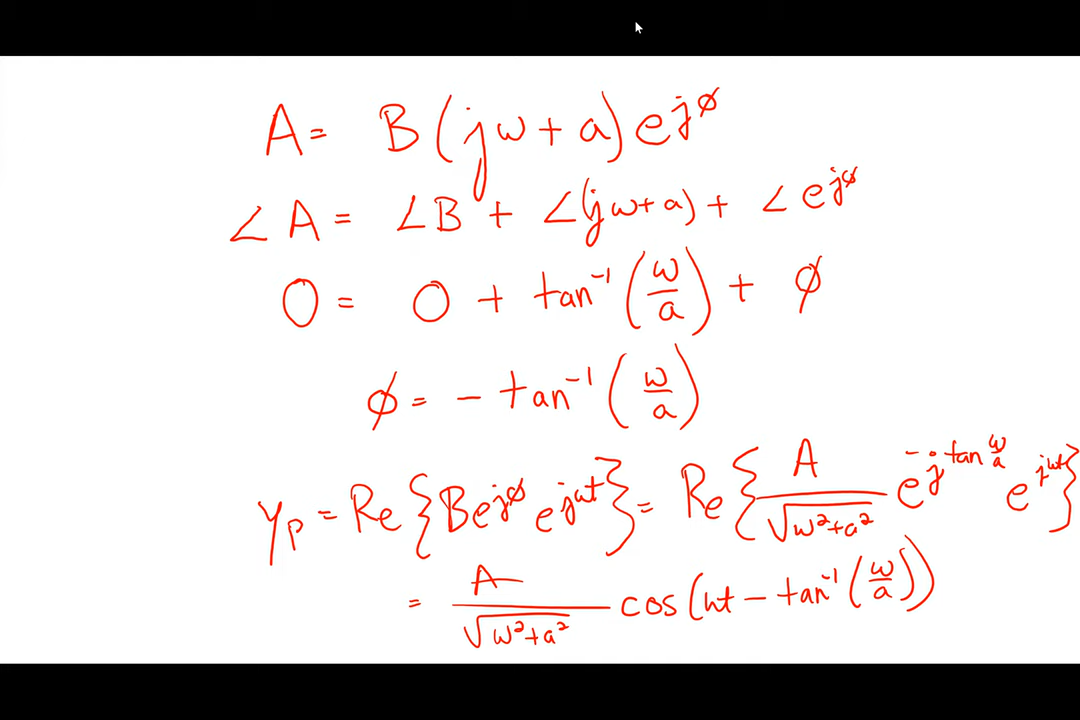 A = B (jω + a) e^{jφ}
∠A = ∠B + ∠(jω + a) + ∠e^{jφ}
0 = 0 + tan⁻¹(ω/a) + φ
φ = - tan⁻¹(ω/a)
y_p = Re{Be^{jφ} e^{jωt}} = Re{A/√(ω²+a²) e^{-j tan ω/a} e^{jωt}}
= A/√(ω²+a²) cos(ωt - tan⁻¹(ω/a))